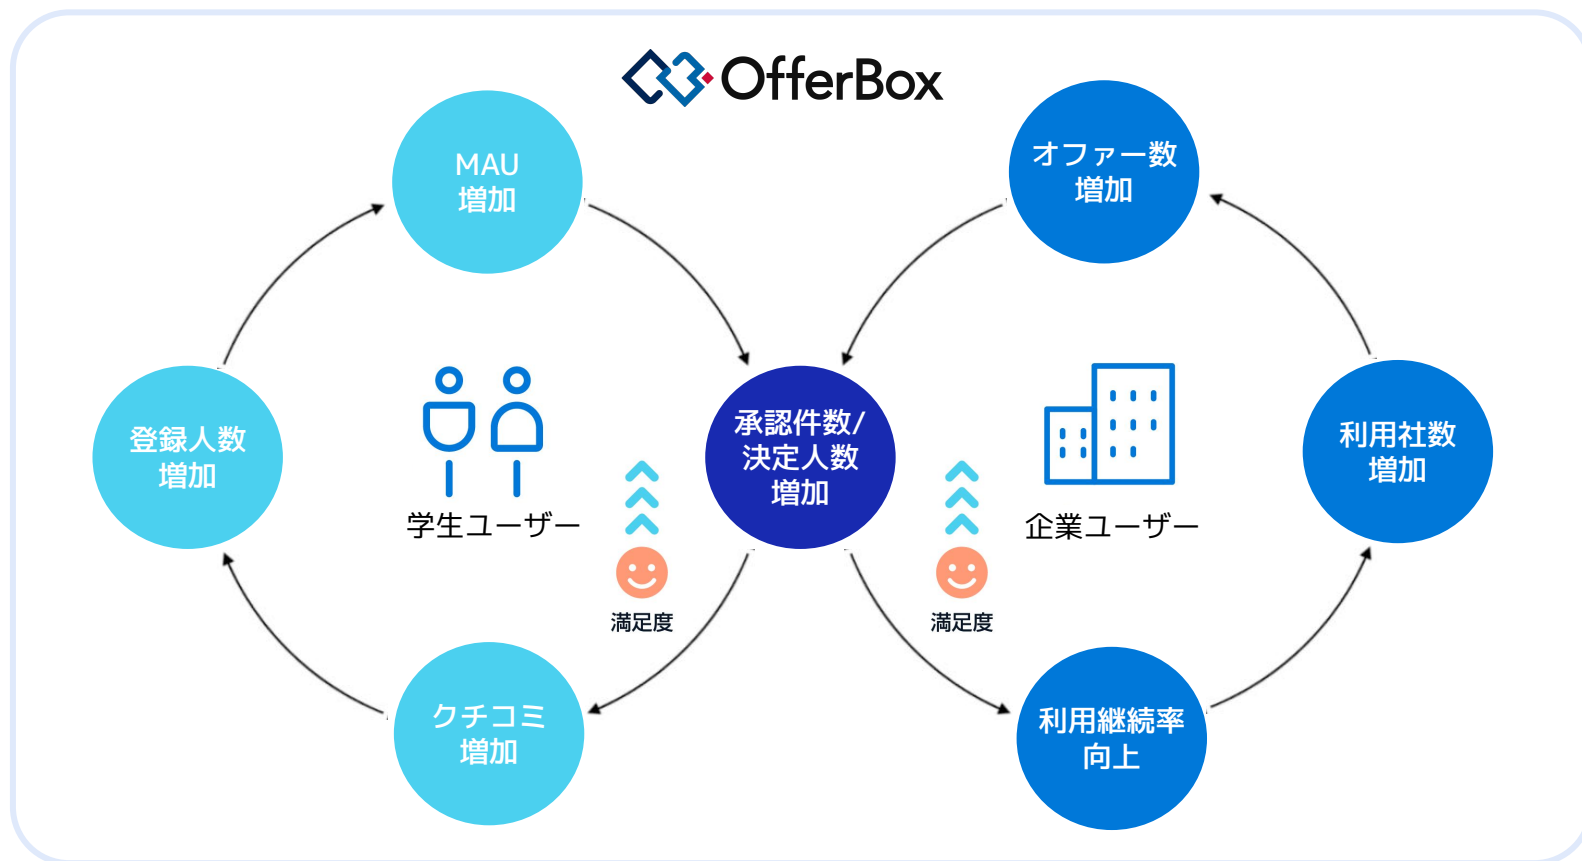 OfferBox
MAU
増加
オファー数
増加
登録人数
増加
学生ユーザー
承認件数/
決定人数
増加
企業ユーザー
利用社数
増加
満足度
満足度
クチコミ
増加
利用継続率
向上